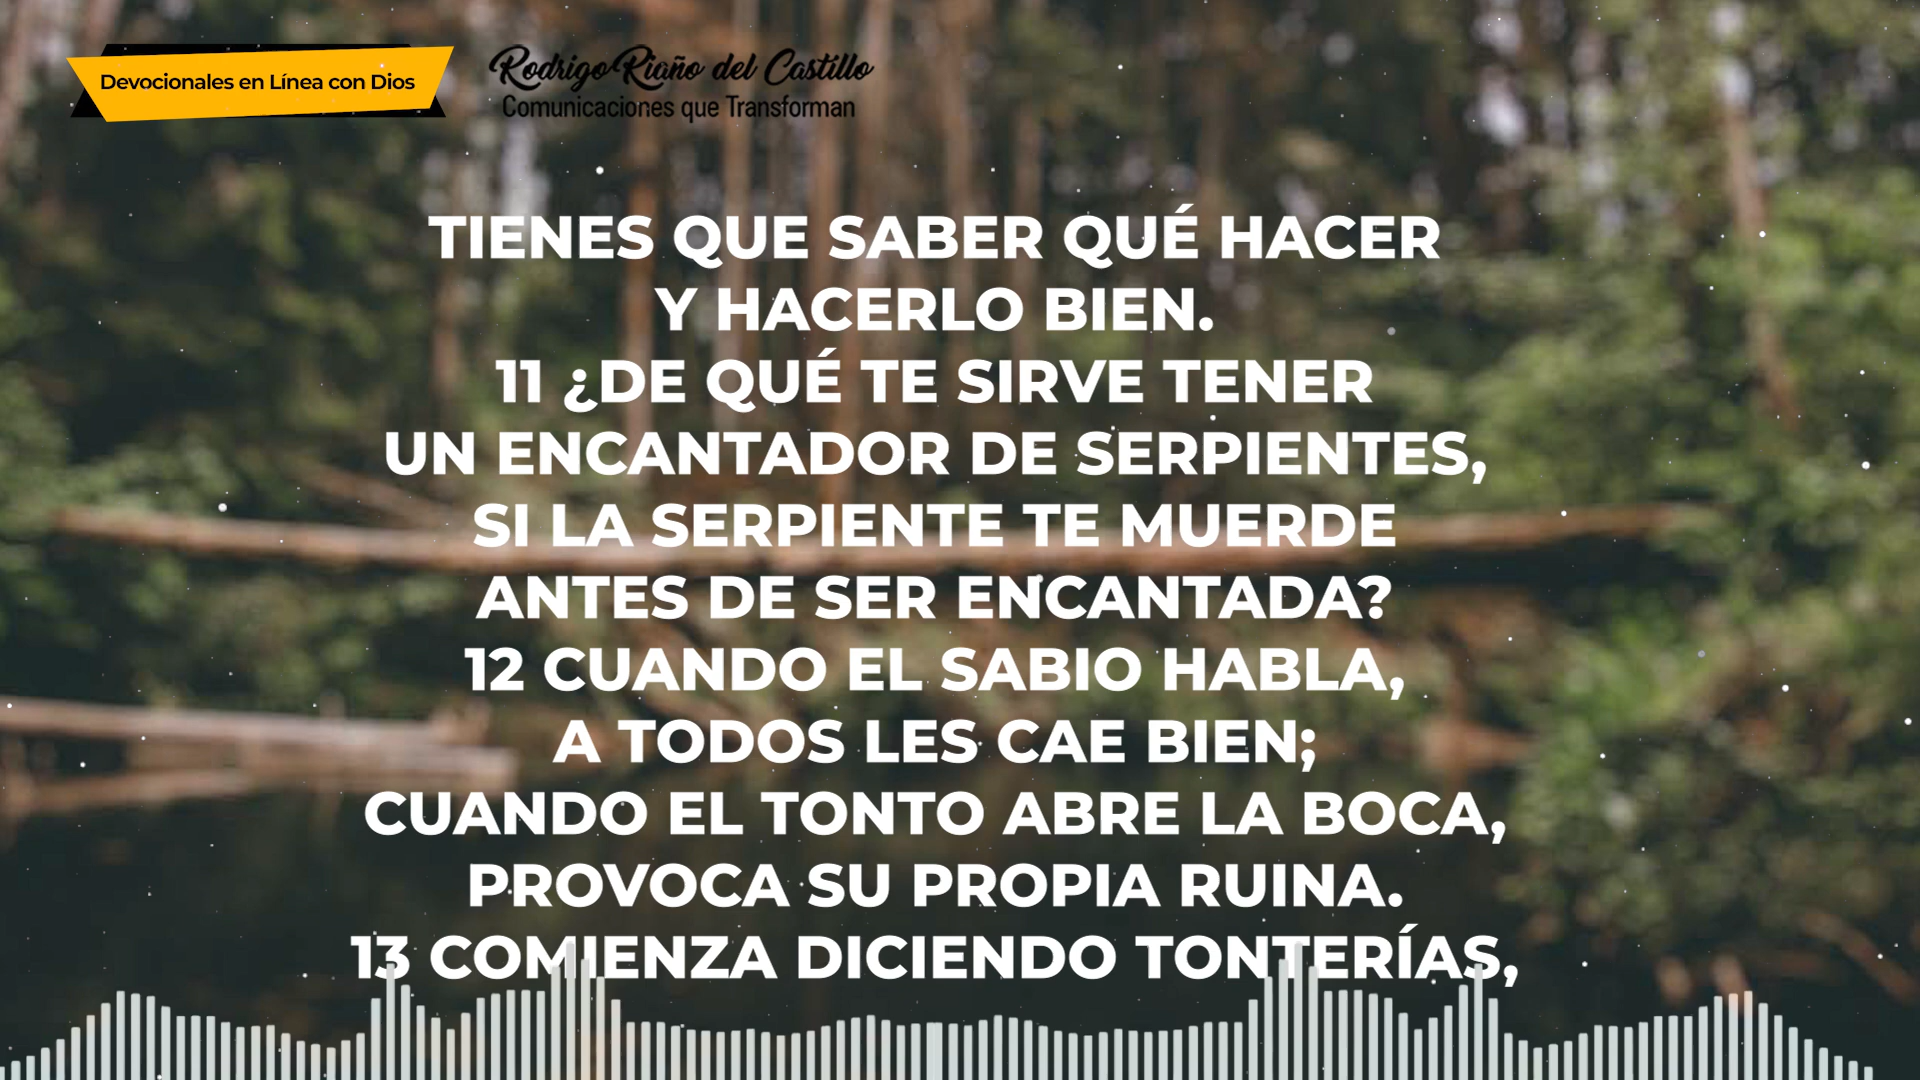 Devocionales en Línea con Dios
Rodrigo Riaño del Castillo
Comunicaciones que Transforman
TIENES QUE SABER QUÉ HACER
Y HACERLO BIEN.
11 ¿DE QUÉ TE SIRVE TENER
UN ENCANTADOR DE SERPIENTES,
SI LA SERPIENTE TE MUERDE
ANTES DE SER ENCANTADA?
12 CUANDO EL SABIO HABLA,
A TODOS LES CAE BIEN;
CUANDO EL TONTO ABRE LA BOCA,
PROVOCA SU PROPIA RUINA.
13 COMIENZA DICIENDO TONTERÍAS,